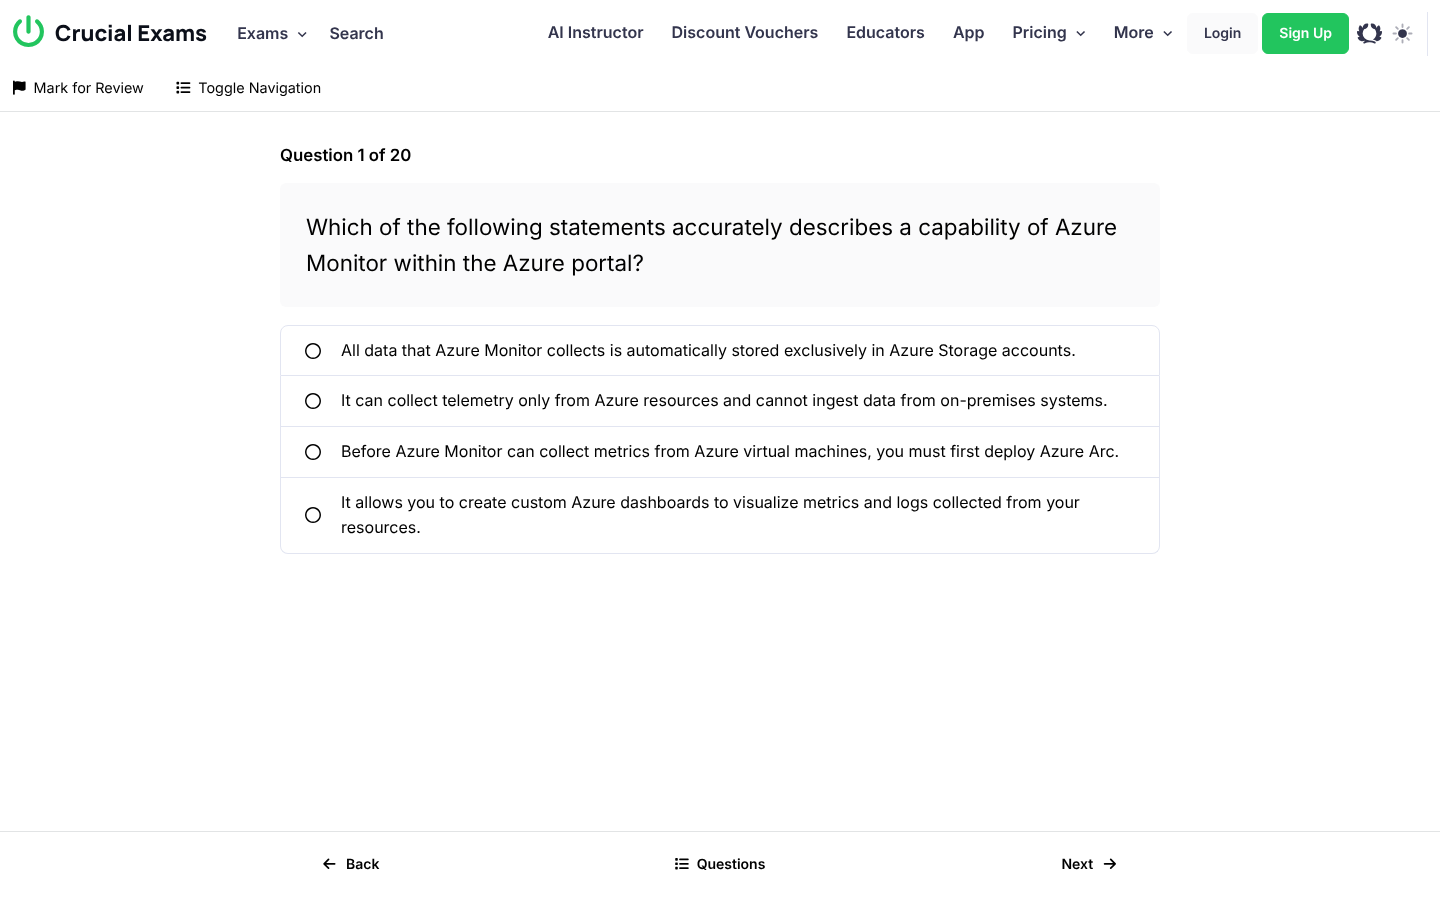 Crucial Exams
Exams
Search
AI Instructor
Discount Vouchers
Educators
App
Pricing
More
Login
Sign Up
Mark for Review
Toggle Navigation
Question 1 of 20
Which of the following statements accurately describes a capability of Azure
Monitor within the Azure portal?
All data that Azure Monitor collects is automatically stored exclusively in Azure Storage accounts.
It can collect telemetry only from Azure resources and cannot ingest data from on-premises systems.
Before Azure Monitor can collect metrics from Azure virtual machines, you must first deploy Azure Arc.
It allows you to create custom Azure dashboards to visualize metrics and logs collected from your
resources.
Back
Questions
Next